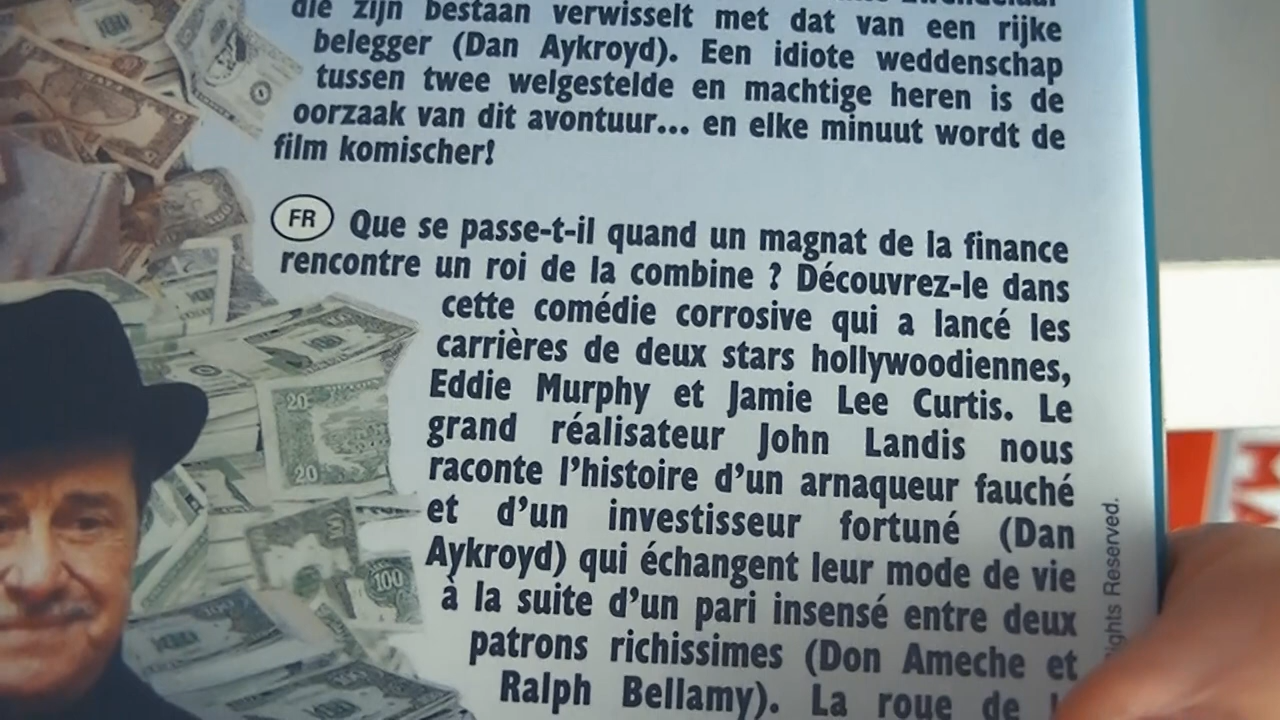 die zijn bestaan verwisselt met dat van een rijke
belegger (Dan Aykroyd). Een idiote weddenschap
tussen twee welgestelde en machtige heren is de
oorzaak van dit avontuur... en elke minuut wordt de
film komischer!
FR Que se passe-t-il quand un magnat de la finance
rencontre un roi de la combine ? Découvrez-le dans
cette comédie corrosive qui a lancé les
carrières de deux stars hollywoodiennes,
Eddie Murphy et Jamie Lee Curtis. Le
grand réalisateur John Landis nous
raconte l'histoire d'un arnaqueur fauché
et d'un investisseur fortuné (Dan
Aykroyd) qui échangent leur mode de vie
à la suite d'un pari insensé entre deux
patrons richissimes (Don Ameche et
Ralph Bellamy). La roue de
Reserved.
20
20
100
100